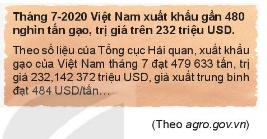 Tháng 7-2020 Việt Nam xuất khẩu gần 480
nghìn tấn gạo, trị giá trên 232 triệu USD.
Theo số liệu của Tổng cục Hải quan, xuất khẩu
gạo của Việt Nam tháng 7 đạt 479 633 tấn, trị
giá 232,142 372 triệu USD, giá xuất trung bình
đạt 484 USD/tấn…
(Theo agro.gov.vn)